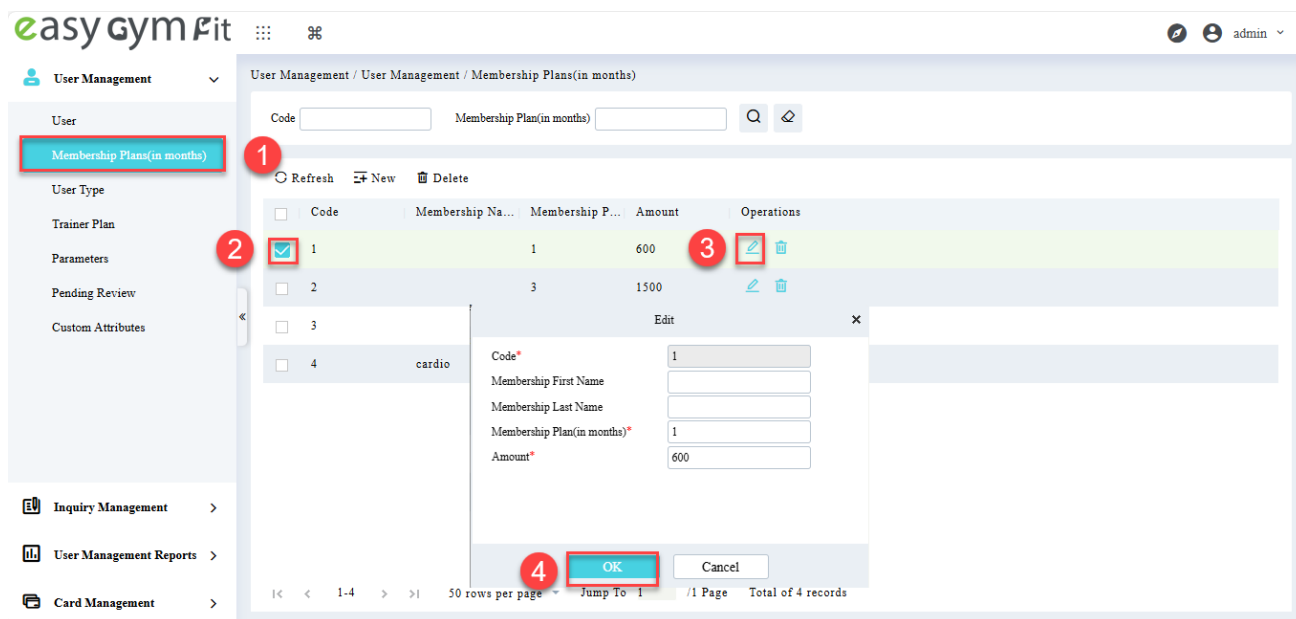 easy Gym Fit
admin
User Management
User Management / User Management / Membership Plans(in months)
User
Membership Plans(in months)
User Type
Trainer Plan
Parameters
Pending Review
Custom Attributes
Inquiry Management
User Management Reports
Card Management
Code
Membership Plan(in months)
1
Refresh
New
Delete
Code
Membership Na...
Membership P...
Amount
Operations
2
1
1
600
3
2
3
1500
3
4
cardio
Edit
Code*
1
Membership First Name
Membership Last Name
Membership Plan(in months)*
1
Amount*
600
4
OK
Cancel
1-4
50 rows per page
Jump To 1
/1 Page
Total of 4 records